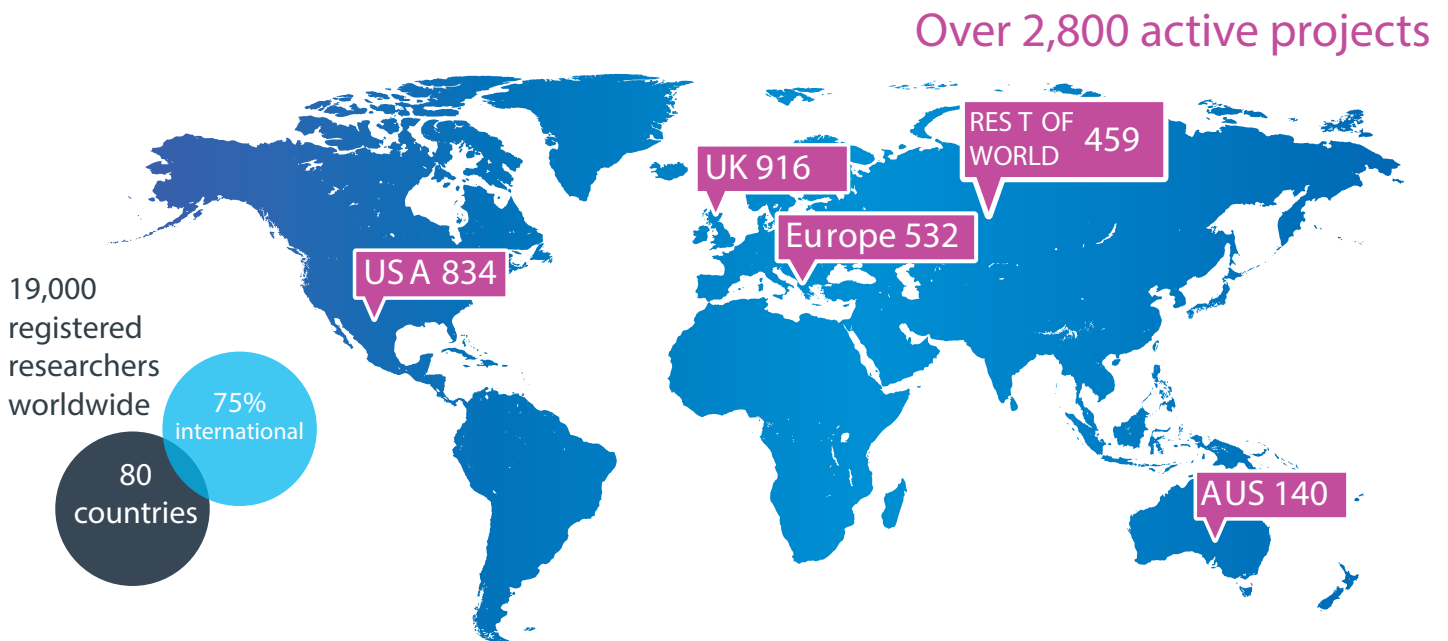 Over 2,800 active projects
RES T OF
WORLD 459
UK 916
Europe 532
US A 834
19,000
registered
researchers
worldwide
75%
international
80
countries
AUS 140